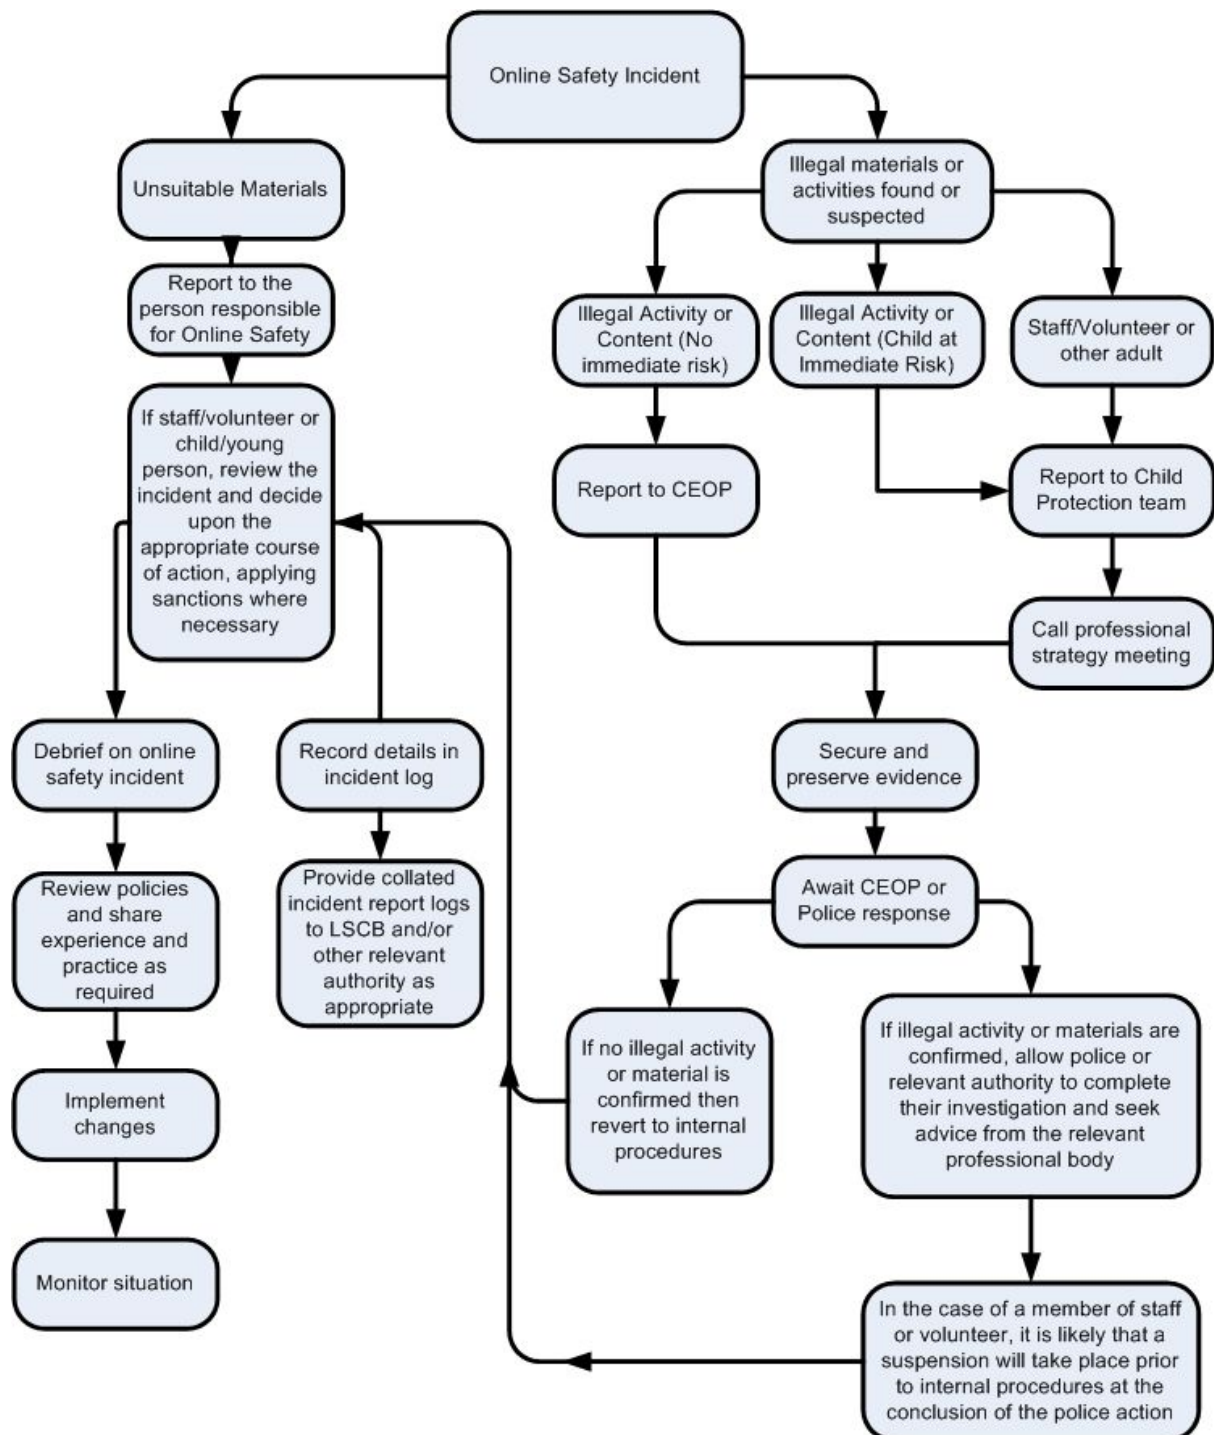 Online Safety Incident
Unsuitable Materials
Illegal materials or
activities found or
suspected
Report to the
person responsible
for Online Safety
Illegal Activity or
Content (No
immediate risk)
Illegal Activity or
Content (Child at
Immediate Risk)
Staff/Volunteer or
other adult
If staff/volunteer or
child/young
person, review the
incident and decide
upon the
appropriate course
of action, applying
sanctions where
necessary
Report to CEOP
Report to Child
Protection team
Call professional
strategy meeting
Debrief on online
safety incident
Record details in
incident log
Secure and
preserve evidence
Review policies
and share
experience and
practice as
required
Provide collated
incident report logs
to LSCB and/or
other relevant
authority as
appropriate
Await CEOP or
Police response
If no illegal activity
or material is
confirmed then
revert to internal
procedures
If illegal activity or materials are
confirmed, allow police or
relevant authority to complete
their investigation and seek
advice from the relevant
professional body
Implement
changes
Monitor situation
In the case of a member of staff
or volunteer, it is likely that a
suspension will take place prior
to internal procedures at the
conclusion of the police action